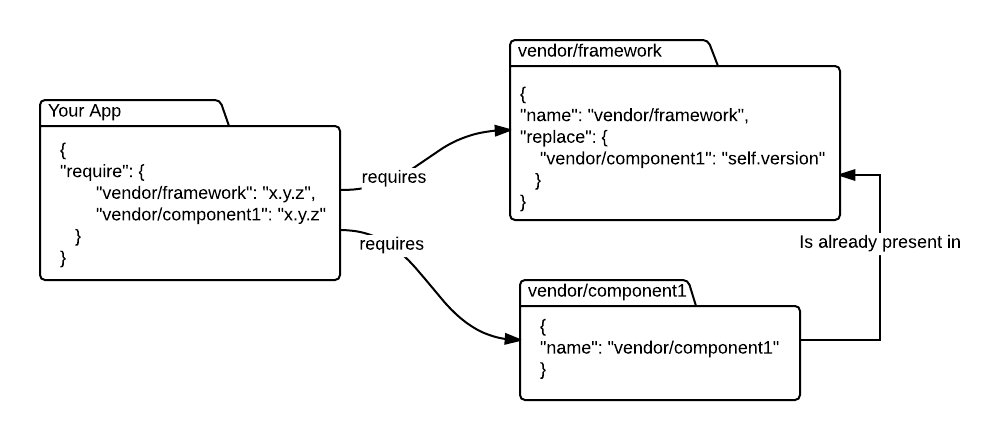 Your App
{
"require": {
"vendor/framework": "x.y.z",
"vendor/component1": "x.y.z"
}
}
requires
requires
vendor/framework
{
"name": "vendor/framework",
"replace": {
"vendor/component1": "self.version"
}
}
Is already present in
vendor/component1
{
"name": "vendor/component1"
}